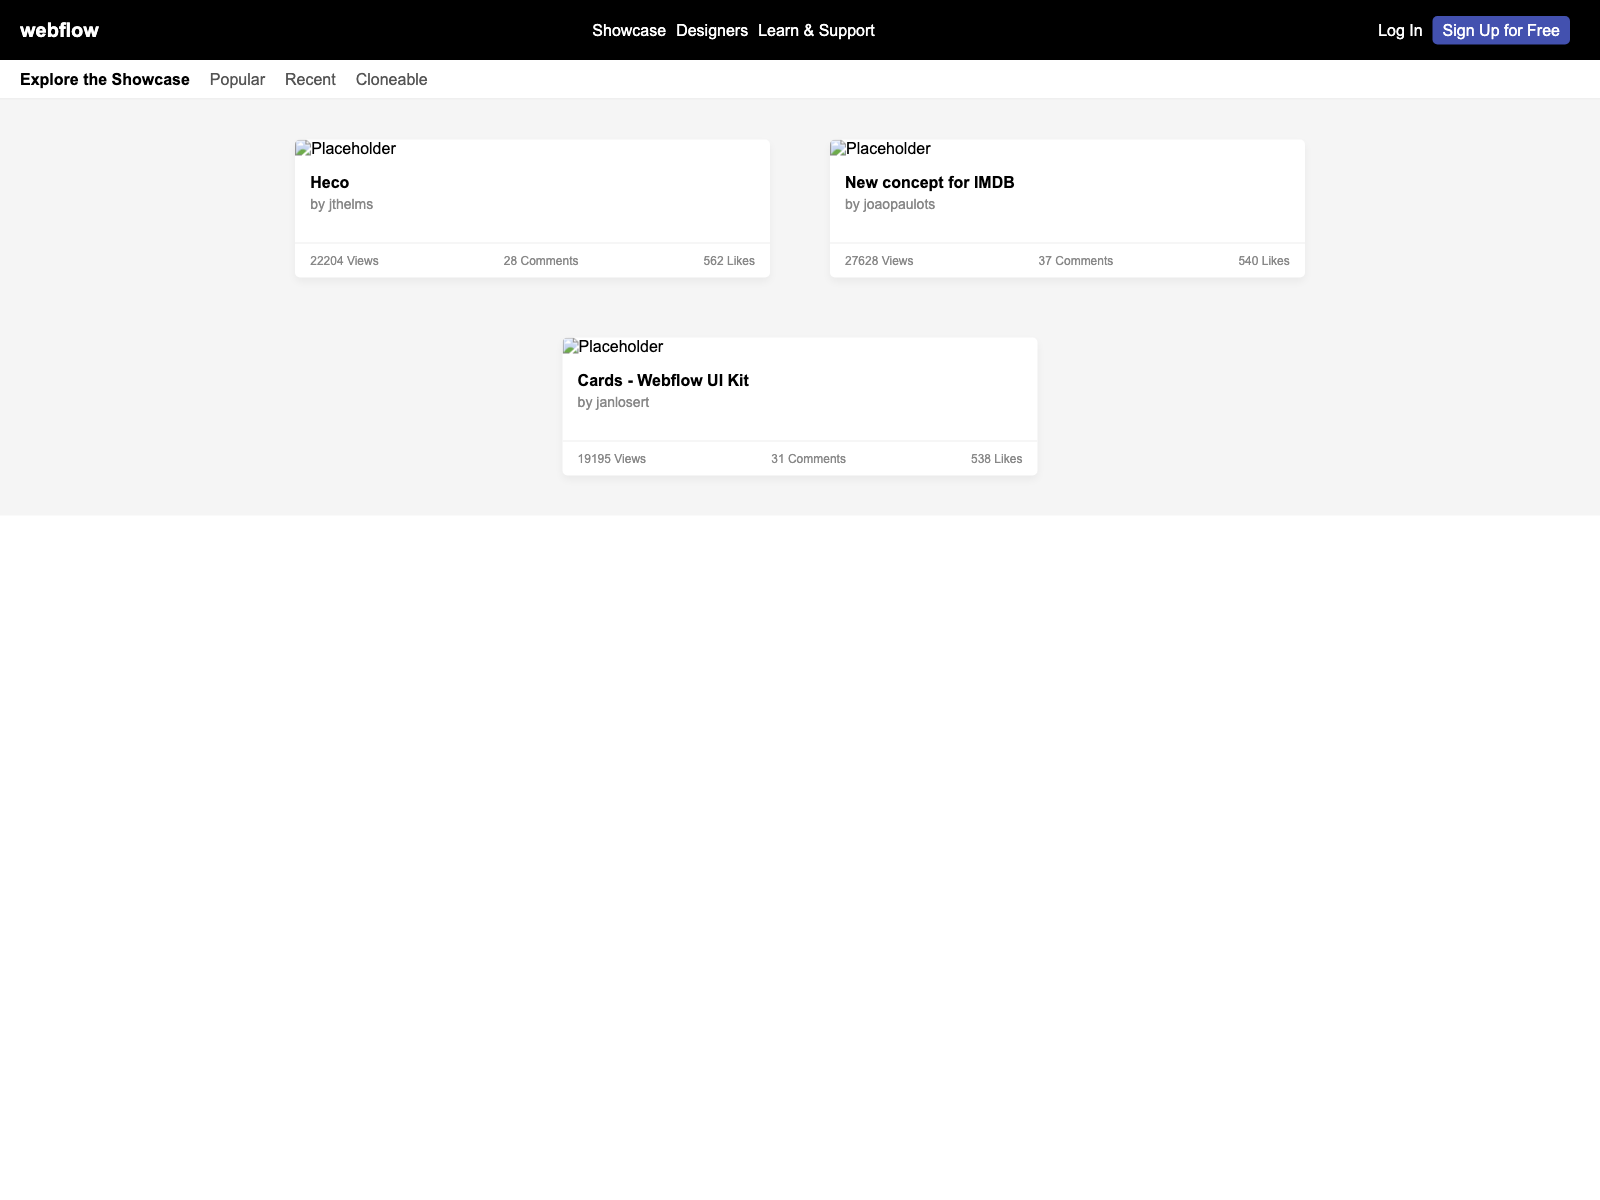 webflow
Showcase Designers Learn & Support
Log In Sign Up for Free
Explore the Showcase Popular Recent Cloneable
Placeholder
Heco
by jthelms
22204 Views 28 Comments 562 Likes
Placeholder
New concept for IMDB
by joaopaulots
27628 Views 37 Comments 540 Likes
Placeholder
Cards - Webflow UI Kit
by janlosert
19195 Views 31 Comments 538 Likes